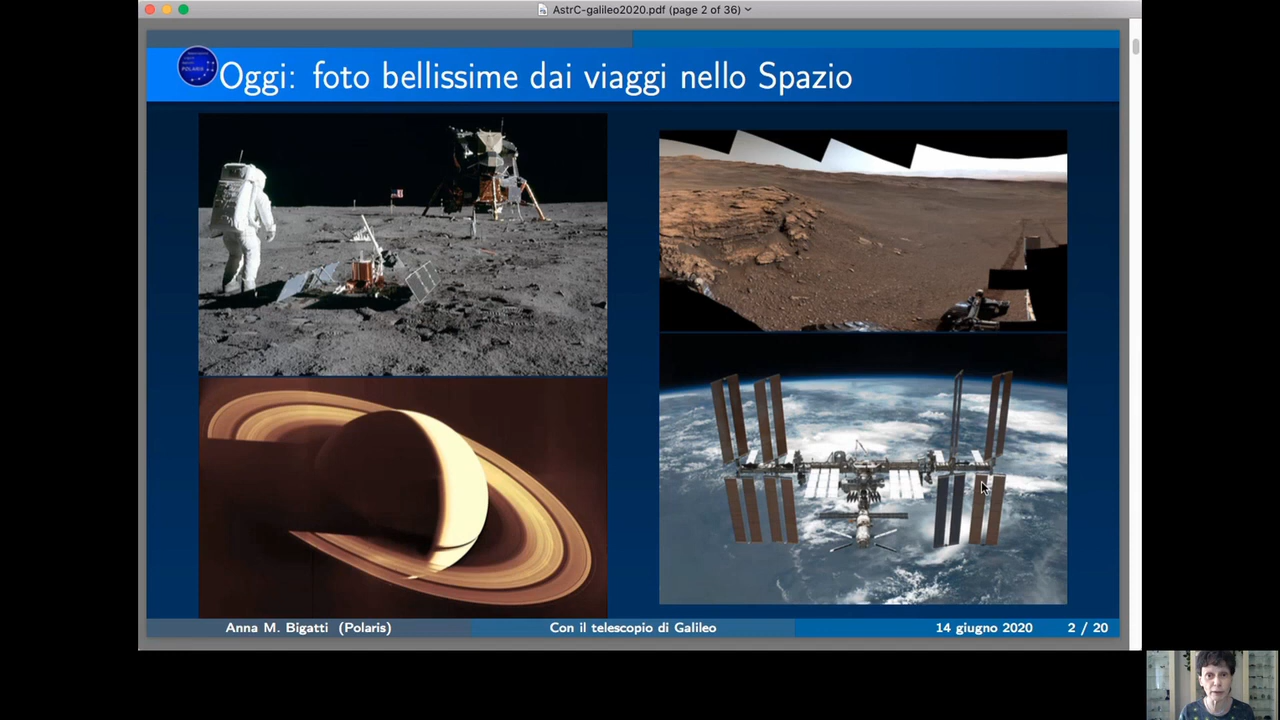 AstrC-galileo2020.pdf (page 2 of 36)
POLARIS
Oggi: foto bellissime dai viaggi nello Spazio
Anna M. Bigatti (Polaris)
Con il telescopio di Galileo
14 giugno 2020
2 / 20